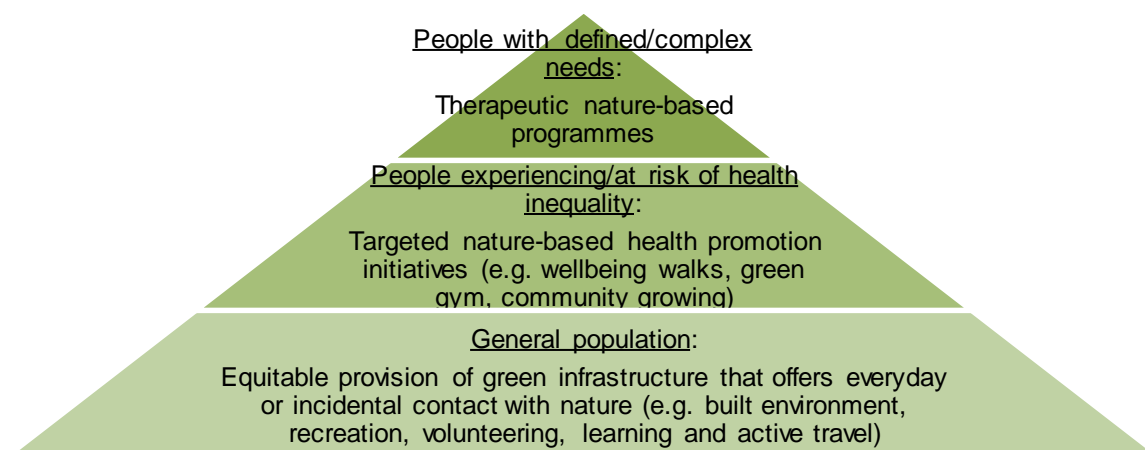 People with defined/complex
needs:
Therapeutic nature-based
programmes
People experiencing/at risk of health
inequality:
Targeted nature-based health promotion
initiatives (e.g. wellbeing walks, green
gym, community growing)
General population:
Equitable provision of green infrastructure that offers everyday
or incidental contact with nature (e.g. built environment,
recreation, volunteering, learning and active travel)